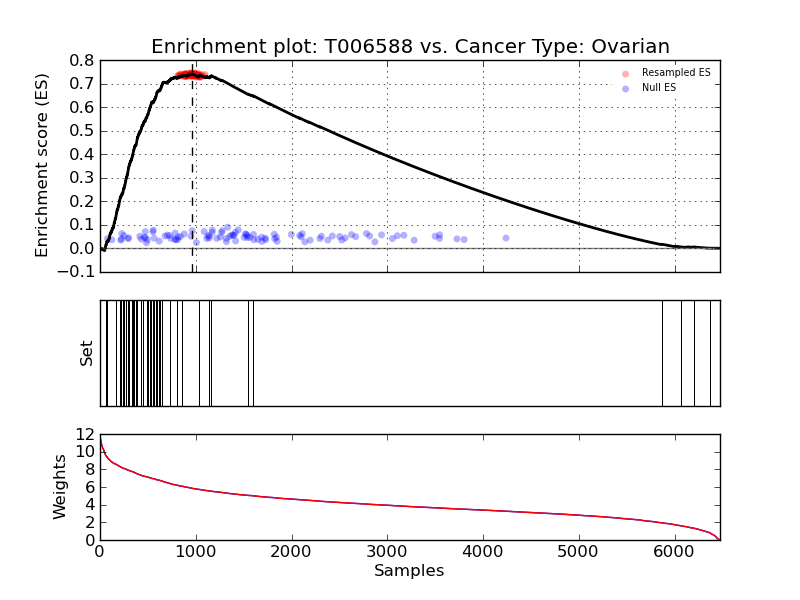 Enrichment plot: T006588 vs. Cancer Type: Ovarian
Enrichment score (ES)
0.8
0.7
0.6
0.5
0.4
0.3
0.2
0.1
0.0
−0.1
Resampled ES
Null ES
Set
Weights
12
10
8
6
4
2
0
0 1000 2000 3000 4000 5000 6000
Samples